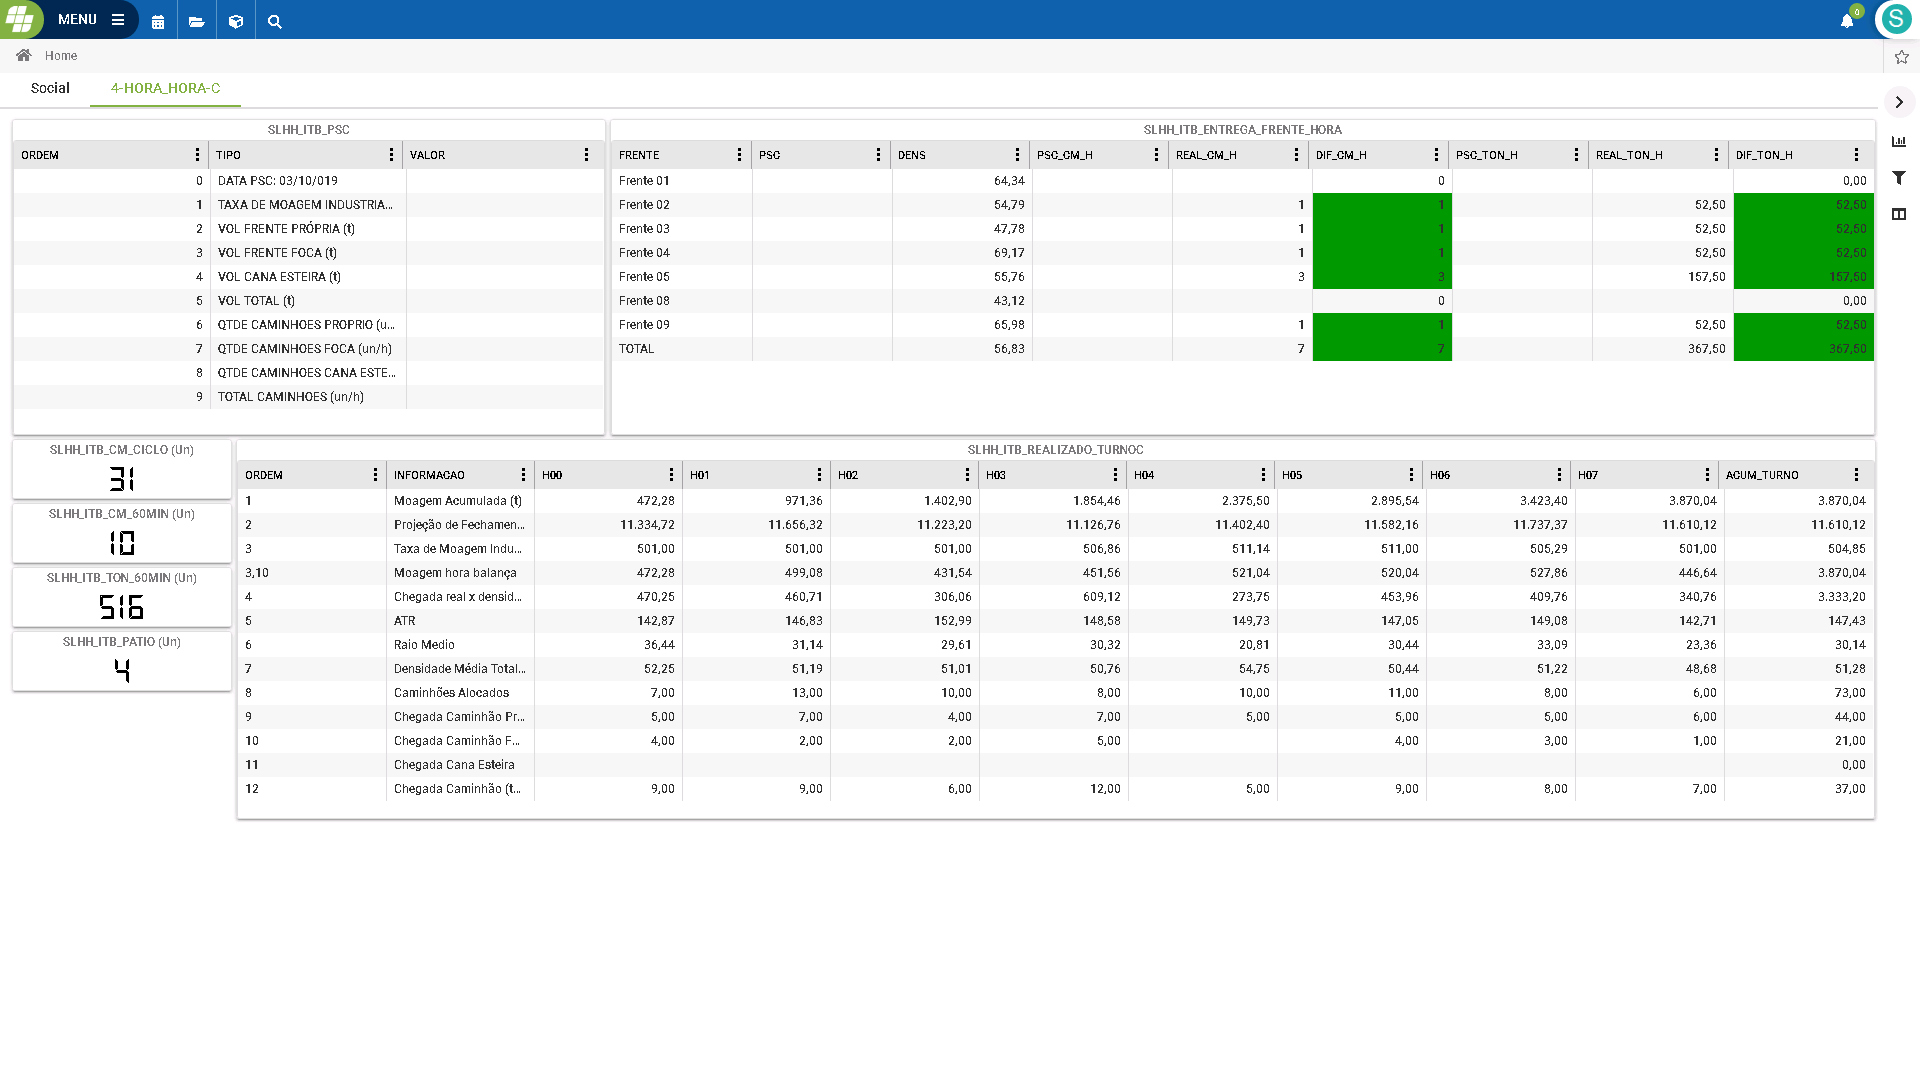 MENU
0
S
Home
Social 4-HORA_HORA-C
SLHH_ITB_PSC
ORDEM TIPO VALOR
0 DATA PSC: 03/10/019
1 TAXA DE MOAGEM INDUSTRIA...
2 VOL FRENTE PRÓPRIA (t)
3 VOL FRENTE FOCA (t)
4 VOL CANA ESTEIRA (t)
5 VOL TOTAL (t)
6 QTDE CAMINHOES PROPRIO (u...
7 QTDE CAMINHOES FOCA (un/h)
8 QTDE CAMINHOES CANA ESTE...
9 TOTAL CAMINHOES (un/h)
SLHH_ITB_ENTREGA_FRENTE_HORA
FRENTE PSC DENS PSC_CM_H REAL_CM_H DIF_CM_H PSC_TON_H REAL_TON_H DIF_TON_H
Frente 01 64,34 0 0,00
Frente 02 54,79 1 1 52,50 52,50
Frente 03 47,78 1 1 52,50 52,50
Frente 04 69,17 1 1 52,50 52,50
Frente 05 55,76 3 3 157,50 157,50
Frente 08 43,12 0 0,00
Frente 09 65,98 1 1 52,50 52,50
TOTAL 56,83 7 7 367,50 367,50
SLHH_ITB_CM_CICLO (Un)
31
SLHH_ITB_CM_60MIN (Un)
10
SLHH_ITB_TON_60MIN (Un)
516
SLHH_ITB_PATIO (Un)
4
SLHH_ITB_REALIZADO_TURNOC
ORDEM INFORMACAO H00 H01 H02 H03 H04 H05 H06 H07 ACUM_TURNO
1 Moagem Acumulada (t) 472,28 971,36 1.402,90 1.854,46 2.375,50 2.895,54 3.423,40 3.870,04 3.870,04
2 Projeção de Fechamen... 11.334,72 11.656,32 11.223,20 11.126,76 11.402,40 11.582,16 11.737,37 11.610,12 11.610,12
3 Taxa de Moagem Indu... 501,00 501,00 501,00 506,86 511,14 511,00 505,29 501,00 504,85
3,10 Moagem hora balança 472,28 499,08 431,54 451,56 521,04 520,04 527,86 446,64 3.870,04
4 Chegada real x densid... 470,25 460,71 306,06 609,12 273,75 453,96 409,76 340,76 3.333,20
5 ATR 142,87 146,83 152,99 148,58 149,73 147,05 149,08 142,71 147,43
6 Raio Medio 36,44 31,14 29,61 30,32 20,81 30,44 33,09 23,36 30,14
7 Densidade Média Total... 52,25 51,19 51,01 50,76 54,75 50,44 51,22 48,68 51,28
8 Caminhões Alocados 7,00 13,00 10,00 8,00 10,00 11,00 8,00 6,00 73,00
9 Chegada Caminhão Pr... 5,00 7,00 4,00 7,00 5,00 5,00 5,00 6,00 44,00
10 Chegada Caminhão F... 4,00 2,00 2,00 5,00 4,00 3,00 1,00 21,00
11 Chegada Cana Esteira 0,00
12 Chegada Caminhão (t... 9,00 9,00 6,00 12,00 5,00 9,00 8,00 7,00 37,00